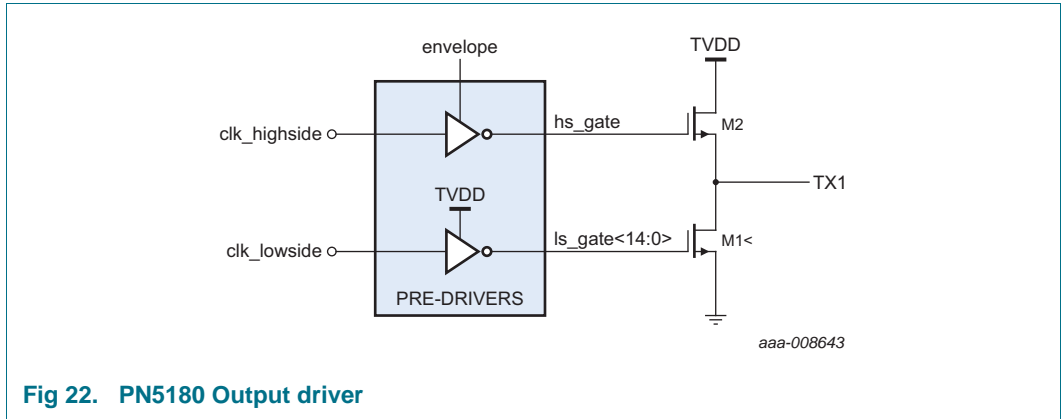 envelope
TVDD
clk_highside
hs_gate
M2
TVDD
TX1
clk_lowside
ls_gate<14:0>
M1<
PRE-DRIVERS
aaa-008643
Fig 22. PN5180 Output driver